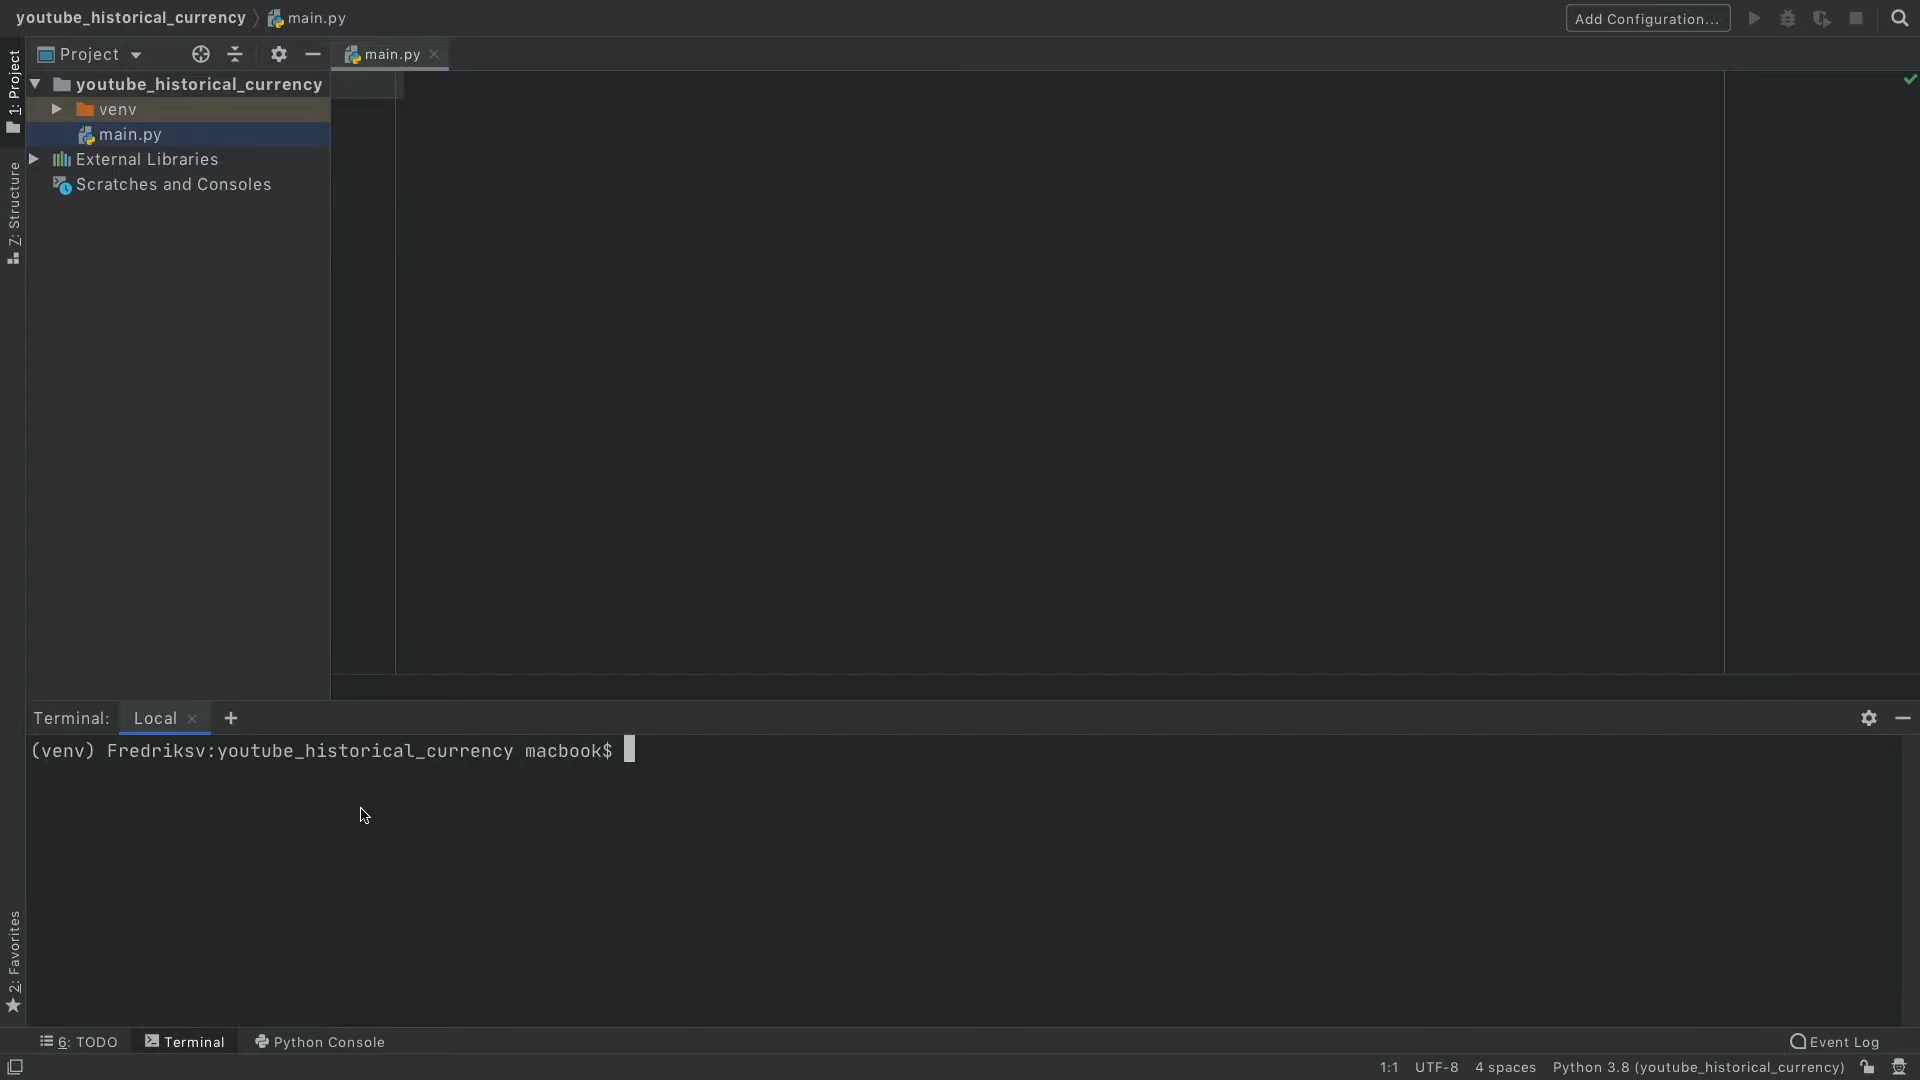 youtube_historical_currency
main.py
Add Configuration...
1: Project
Project
main.py
youtube_historical_currency
venv
main.py
External Libraries
Scratches and Consoles
7: Structure
Terminal:
Local
(venv) Fredriksv:youtube_historical_currency macbook$
2: Favorites
6: TODO
Terminal
Python Console
Event Log
1:1
UTF-8
4 spaces
Python 3.8 (youtube_historical_currency)